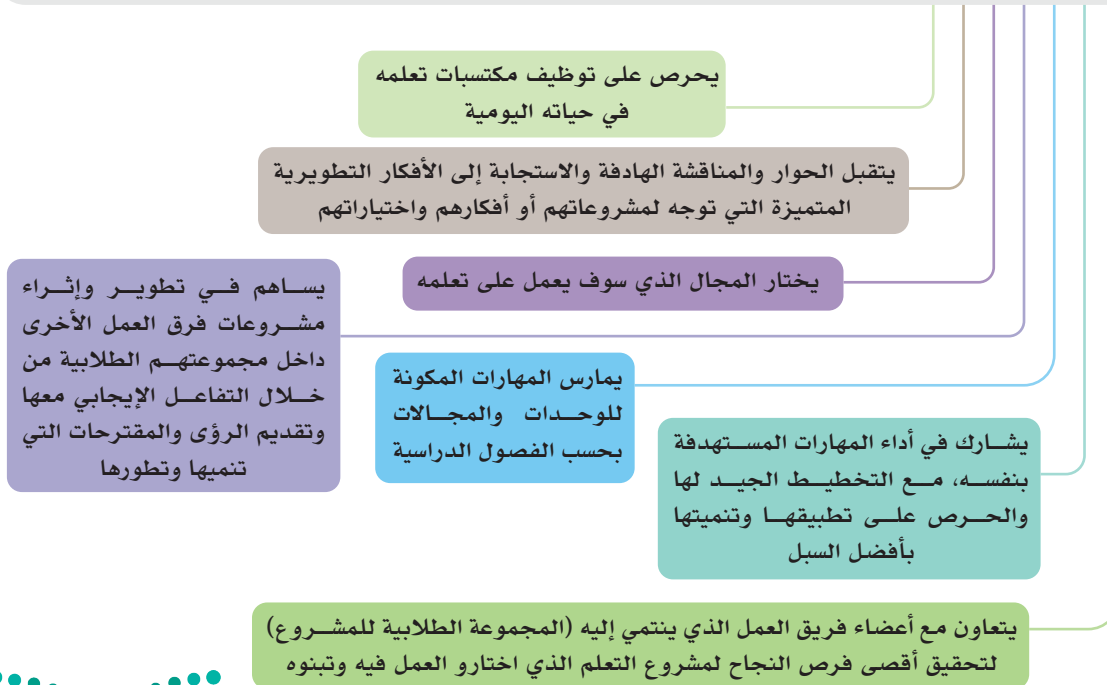 يحرص على توظيف مكتسبات تعلمه
في حياته اليومية
يتقبل الحوار والمناقشة الهادفة والاستجابة إلى الأفكار التطويرية
المتميزة التي توجه لمشروعاتهم أو أفكارهم واختياراتهم
يختار المجال الذي سوف يعمل على تعلمه
يساهم في تطوير وإثراء
مشروعات فرق العمل الأخرى
داخل مجموعتهم الطلابية من
خلال التفاعل الإيجابي معها
وتقديم الرؤى والمقترحات التي
تنميها وتطورها
يمارس المهارات المكونة
للوحدات والمجالات
بحسب الفصول الدراسية
يشارك في أداء المهارات المستهدفة
بنفسه، مع التخطيط الجيد لها
والحرص على تطبيقها وتنميتها
بأفضل السبل
يتعاون مع أعضاء فريق العمل الذي ينتمي إليه (المجموعة الطلابية للمشروع)
لتحقيق أقصى فرص النجاح لمشروع التعلم الذي اختارو العمل فيه وتبنوه